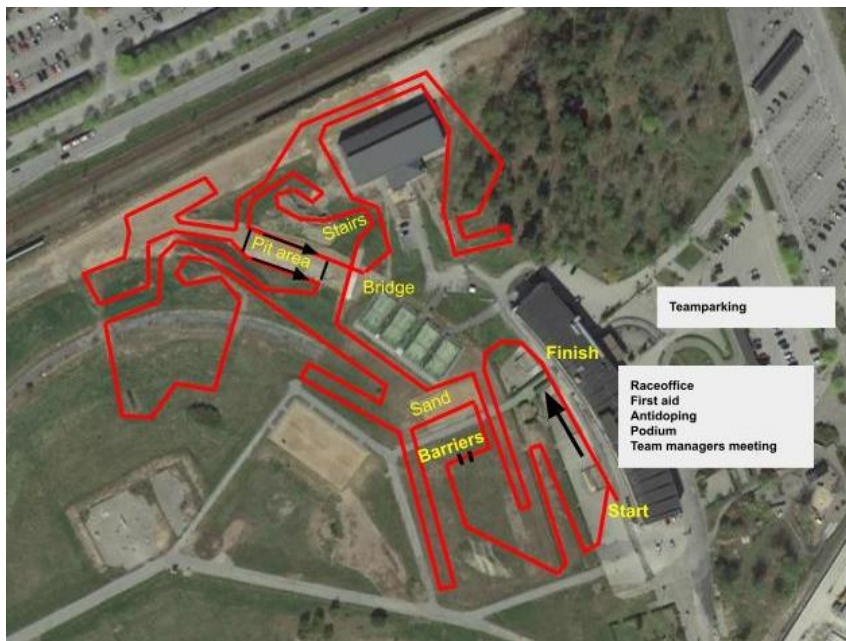 Stairs
Pit area
Bridge
Teamparking
Finish
Raceoffice
First aid
Antidoping
Podium
Team managers meeting
Sand
Barriers
Start